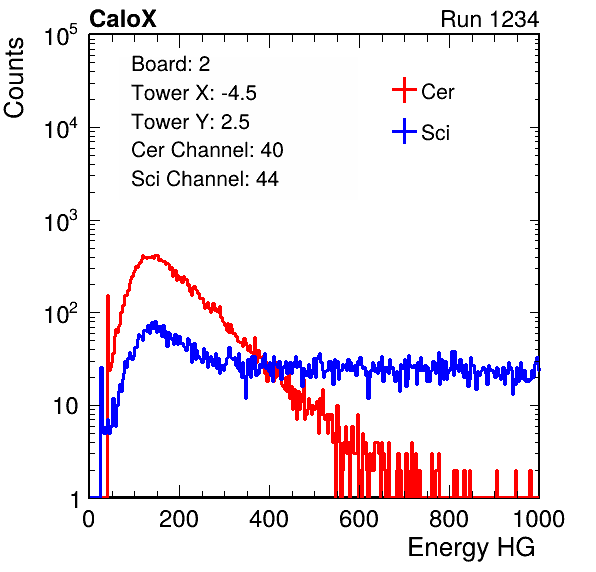 CaloX Run 1234
Counts
10^5
10^4
10^3
10^2
10
1
Board: 2
Tower X: -4.5
Tower Y: 2.5
Cer Channel: 40
Sci Channel: 44
Cer
Sci
0 200 400 600 800 1000
Energy HG